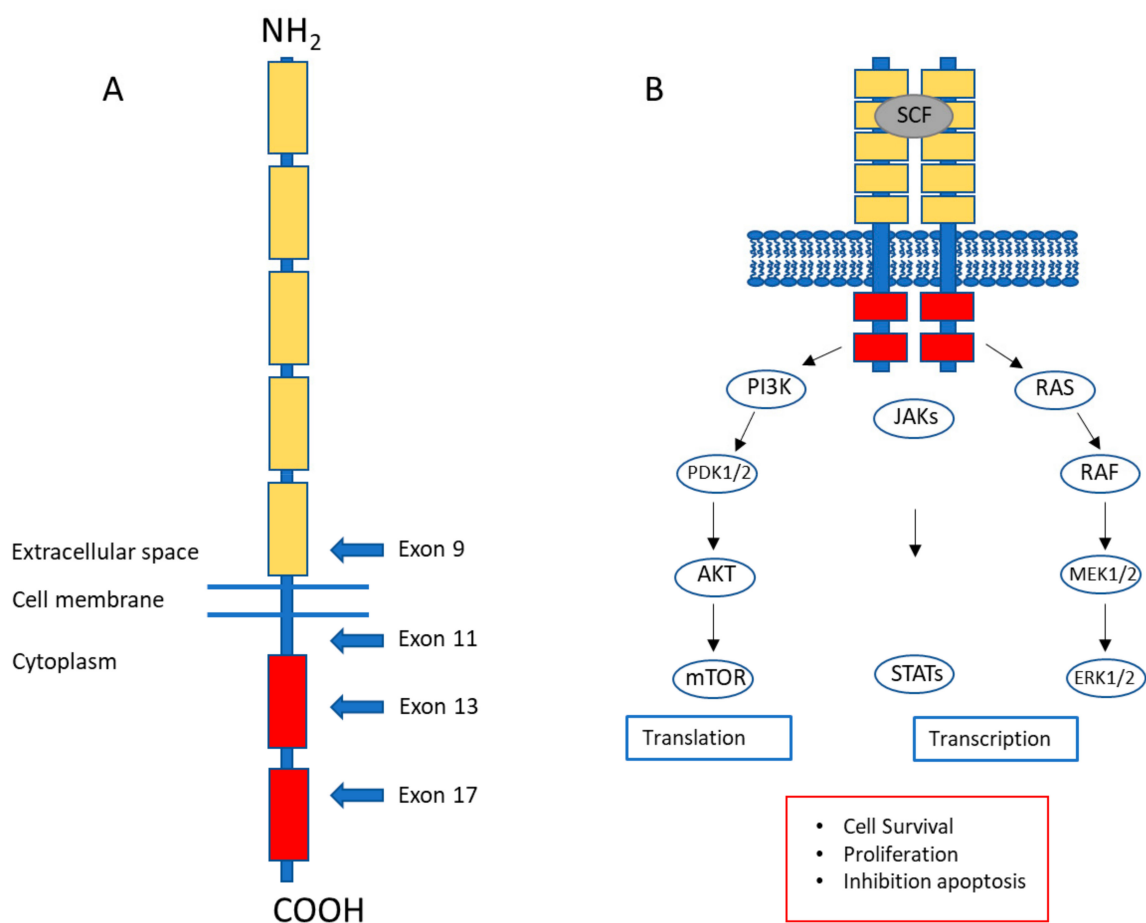 NH2
A
Extracellular space
Cell membrane
Cytoplasm
Exon 9
Exon 11
Exon 13
Exon 17
COOH
B
SCF
PI3K
JAKs
RAS
PDK1/2
RAF
AKT
MEK1/2
mTOR
STATs
ERK1/2
Translation
Transcription
• Cell Survival
• Proliferation
• Inhibition apoptosis